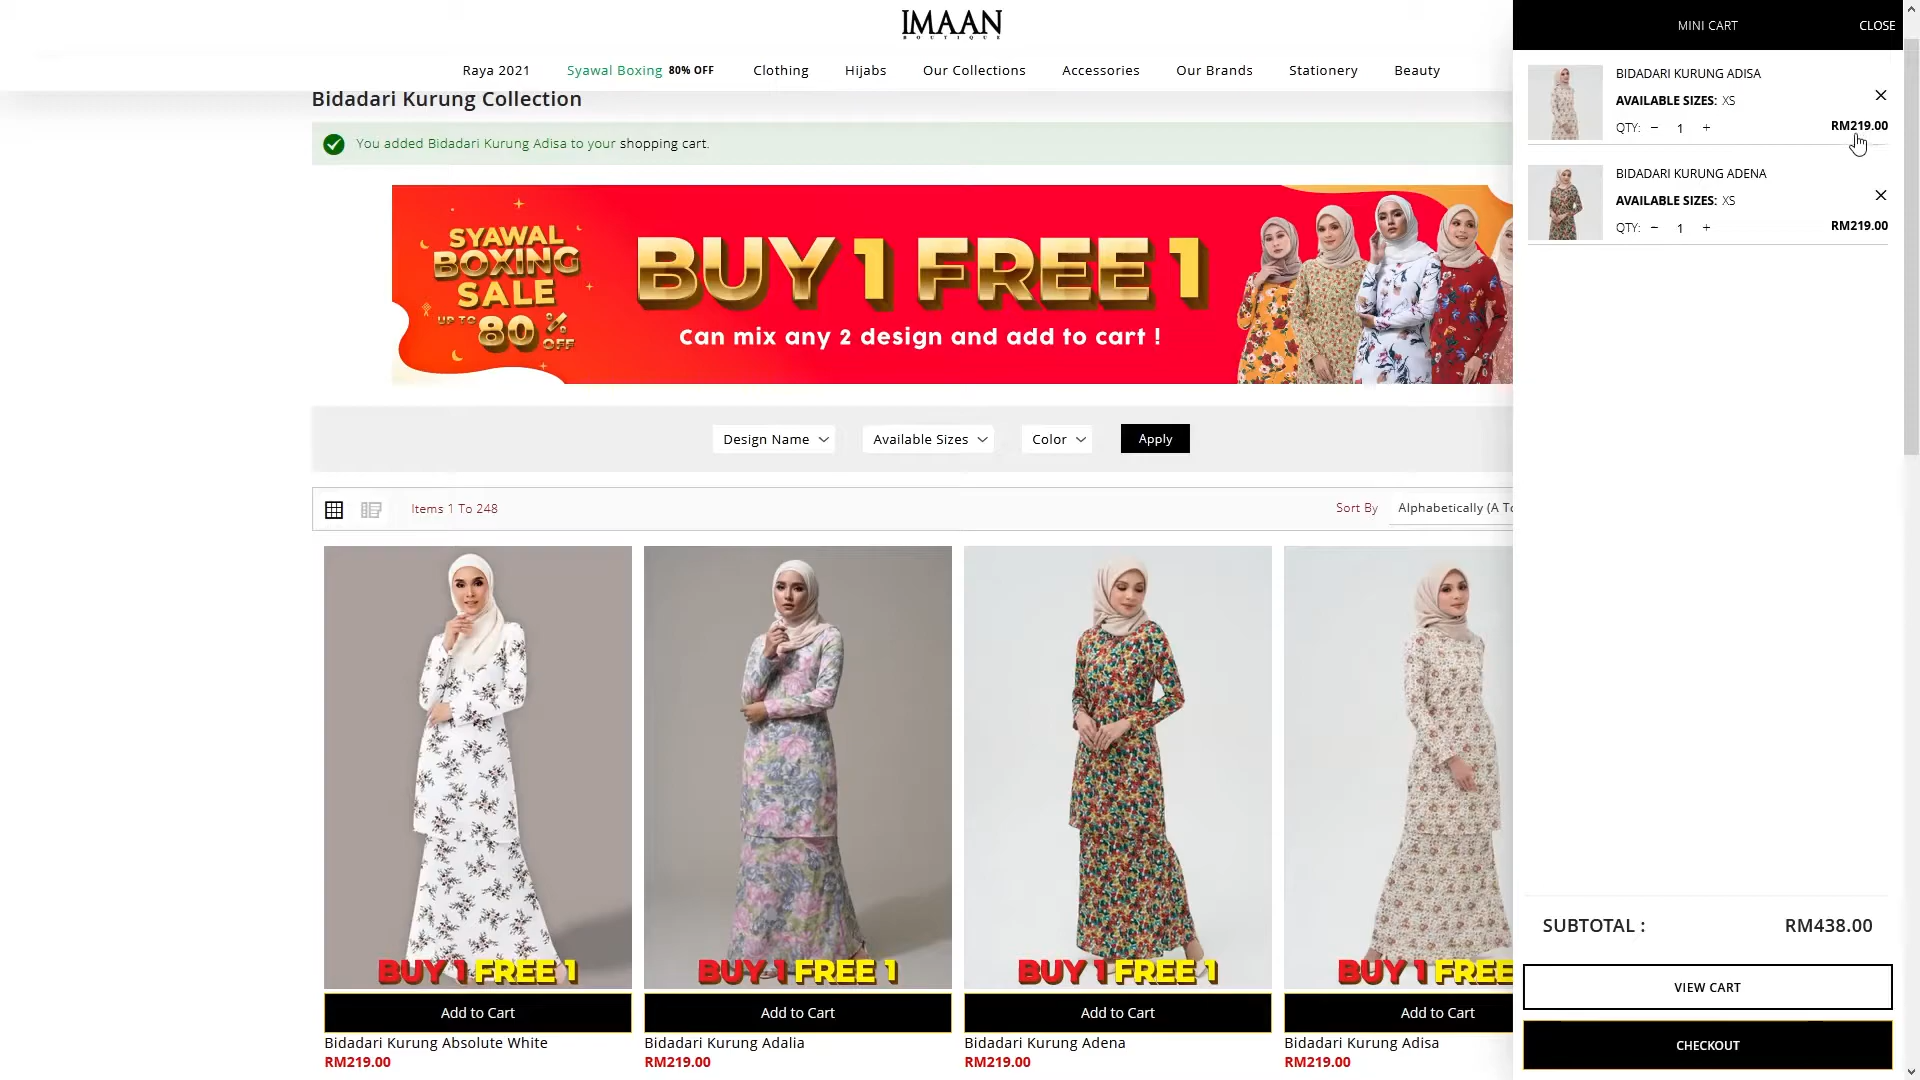 IMAAN
BOUTIQUE
Raya 2021
Syawal Boxing 80% OFF
Clothing
Hijabs
Our Collections
Accessories
Our Brands
Stationery
Beauty
Bidadari Kurung Collection
You added Bidadari Kurung Adisa to your shopping cart.
SYAWAL
BOXING
SALE
UP TO
80% OFF
BUY 1 FREE 1
Can mix any 2 design and add to cart !
Design Name
Available Sizes
Color
Apply
Items 1 To 248
Sort By
Alphabetically (A To
BUY 1 FREE 1
Add to Cart
Bidadari Kurung Absolute White
RM219.00
BUY 1 FREE 1
Add to Cart
Bidadari Kurung Adalia
RM219.00
BUY 1 FREE 1
Add to Cart
Bidadari Kurung Adena
RM219.00
BUY 1 FREE
Add to Cart
Bidadari Kurung Adisa
RM219.00
MINI CART
CLOSE
BIDADARI KURUNG ADISA
AVAILABLE SIZES: XS
QTY: − 1 +
RM219.00
BIDADARI KURUNG ADENA
AVAILABLE SIZES: XS
QTY: − 1 +
RM219.00
SUBTOTAL :
RM438.00
VIEW CART
CHECKOUT